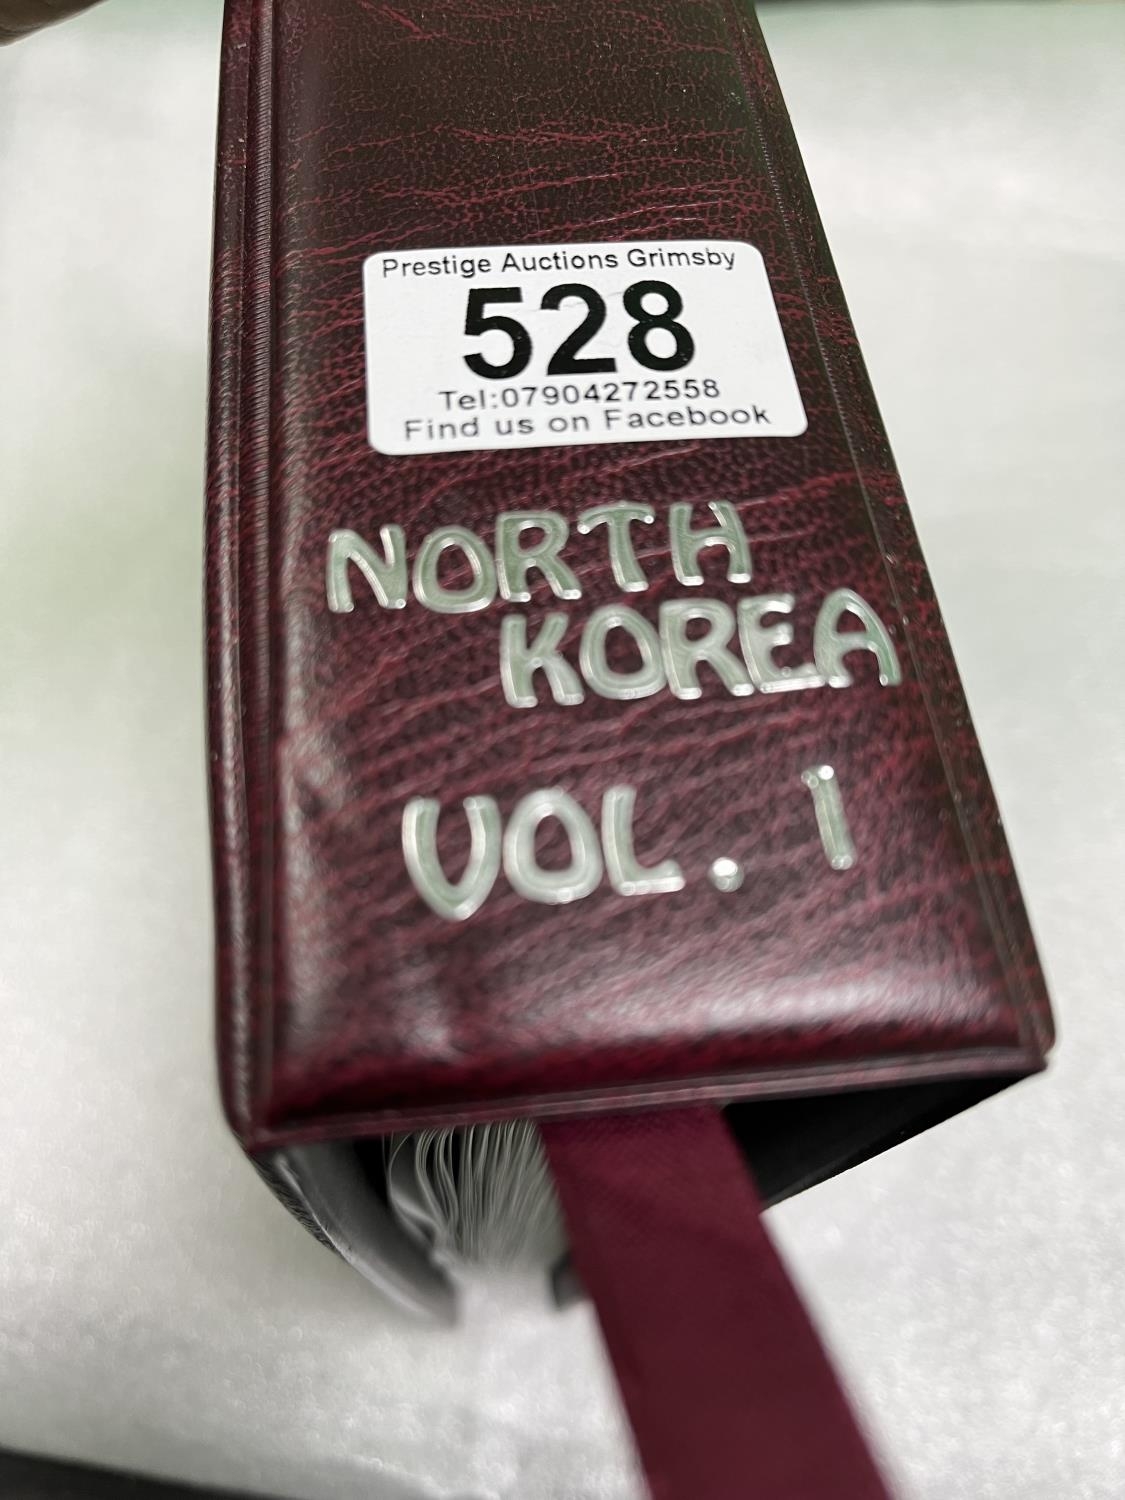 Prestige Auctions Grimsby
528
Tel:07904272558
Find us on Facebook
NORTH
KOREA
VOL. 1